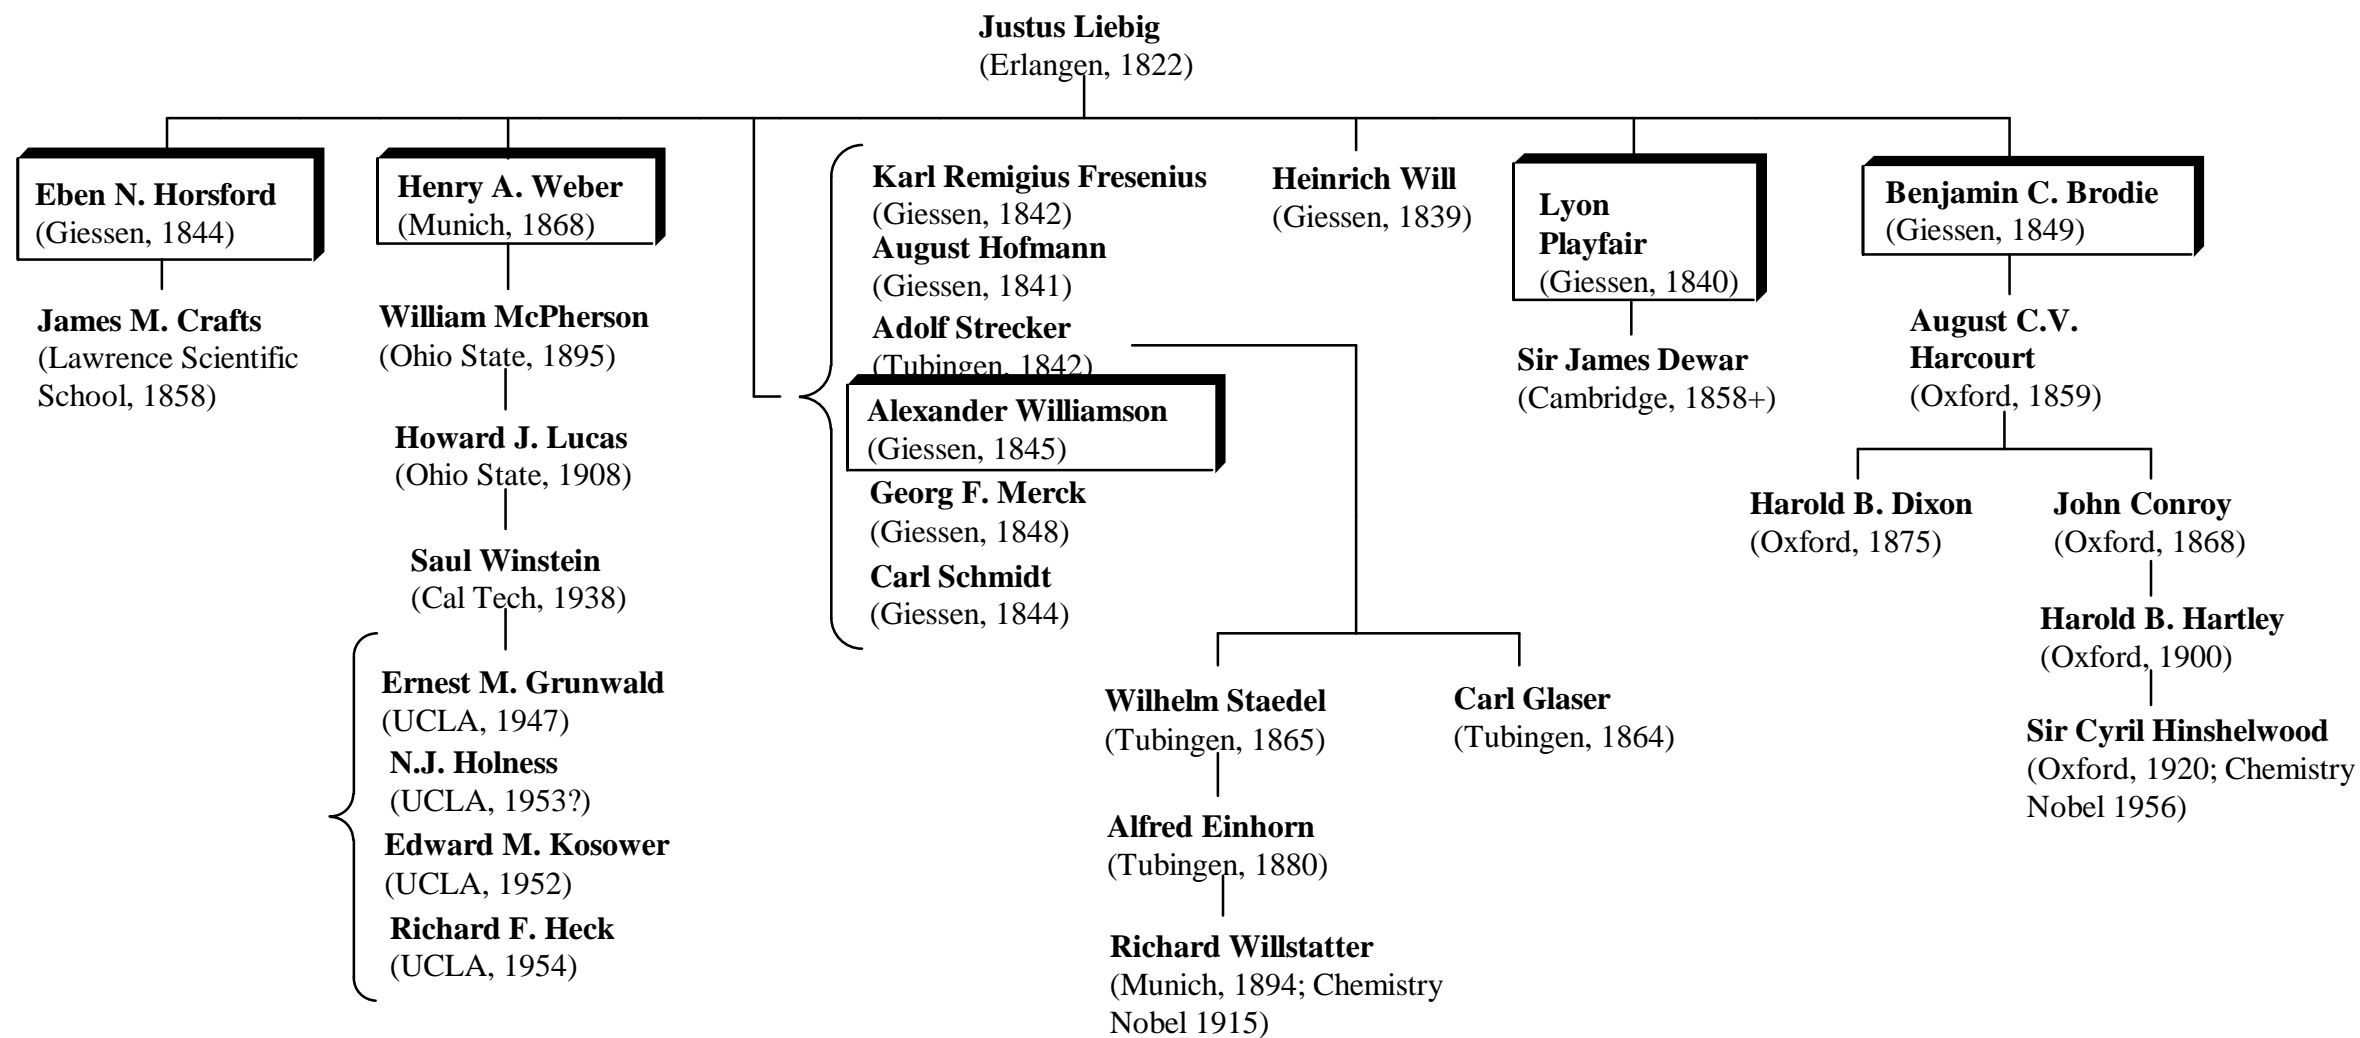 Justus Liebig
(Erlangen, 1822)
Eben N. Horsford
(Giessen, 1844)
James M. Crafts
(Lawrence Scientific
School, 1858)
Henry A. Weber
(Munich, 1868)
William McPherson
(Ohio State, 1895)
Howard J. Lucas
(Ohio State, 1908)
Saul Winstein
(Cal Tech, 1938)
Ernest M. Grunwald
(UCLA, 1947)
N.J. Holness
(UCLA, 1953?)
Edward M. Kosower
(UCLA, 1952)
Richard F. Heck
(UCLA, 1954)
Karl Remigius Fresenius
(Giessen, 1842)
August Hofmann
(Giessen, 1841)
Adolf Strecker
(Tubingen, 1842)
Alexander Williamson
(Giessen, 1845)
Georg F. Merck
(Giessen, 1848)
Carl Schmidt
(Giessen, 1844)
Wilhelm Staedel
(Tubingen, 1865)
Alfred Einhorn
(Tubingen, 1880)
Richard Willstatter
(Munich, 1894; Chemistry
Nobel 1915)
Carl Glaser
(Tubingen, 1864)
Heinrich Will
(Giessen, 1839)
Lyon
Playfair
(Giessen, 1840)
Sir James Dewar
(Cambridge, 1858+)
Benjamin C. Brodie
(Giessen, 1849)
August C.V.
Harcourt
(Oxford, 1859)
Harold B. Dixon
(Oxford, 1875)
John Conroy
(Oxford, 1868)
Harold B. Hartley
(Oxford, 1900)
Sir Cyril Hinshelwood
(Oxford, 1920; Chemistry
Nobel 1956)